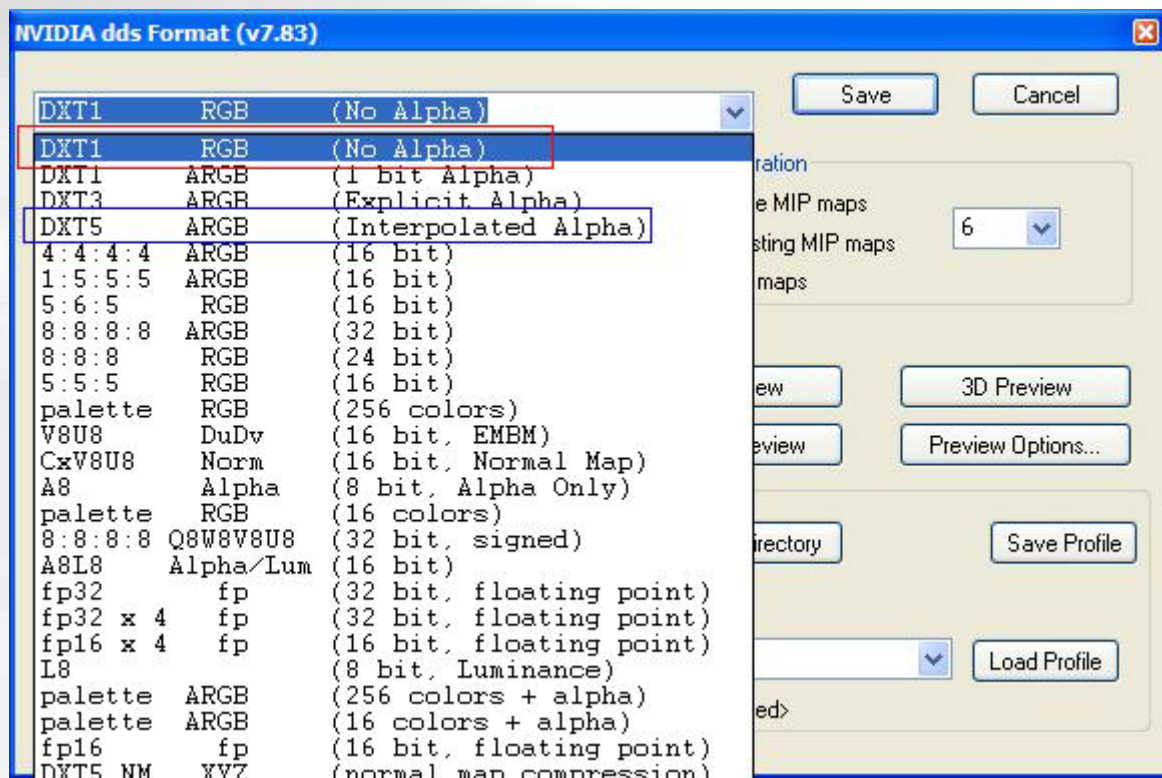 NVIDIA dds Format (v7.83)
DXT1 RGB (No Alpha)
Save
Cancel
DXT1 RGB (No Alpha)
DXT1 ARGB (1 bit Alpha)
DXT3 ARGB (Explicit Alpha)
DXT5 ARGB (Interpolated Alpha)
4:4:4:4 ARGB (16 bit)
1:5:5:5 ARGB (16 bit)
5:6:5 RGB (16 bit)
8:8:8:8 ARGB (32 bit)
8:8:8 RGB (24 bit)
5:5:5 RGB (16 bit)
palette RGB (256 colors)
V8U8 DuDv (16 bit, EMBM)
CxV8U8 Norm (16 bit, Normal Map)
A8 Alpha (8 bit, Alpha Only)
palette RGB (16 colors)
8:8:8:8 Q8W8V8U8 (32 bit, signed)
A8L8 Alpha/Lum (16 bit)
fp32 fp (32 bit, floating point)
fp32 x 4 fp (32 bit, floating point)
fp16 x 4 fp (16 bit, floating point)
L8 (8 bit, Luminance)
palette ARGB (256 colors + alpha)
palette ARGB (16 colors + alpha)
fp16 fp (16 bit, floating point)
DXT5_NM XYZ (normal map compression)
ration
e MIP maps
sting MIP maps
maps
6
ew
3D Preview
eview
Preview Options...
irectory
Save Profile
Load Profile
ed>